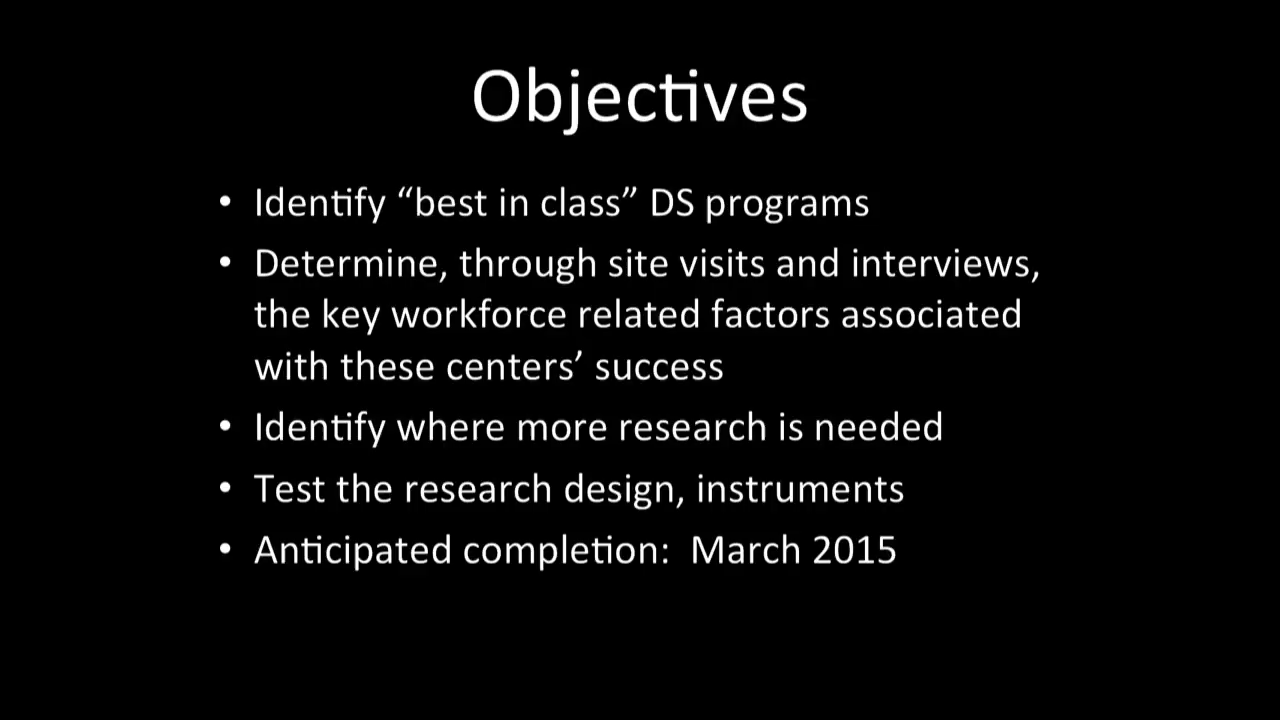 Objectives
• Identify “best in class” DS programs
• Determine, through site visits and interviews,
the key workforce related factors associated
with these centers’ success
• Identify where more research is needed
• Test the research design, instruments
• Anticipated completion:  March 2015